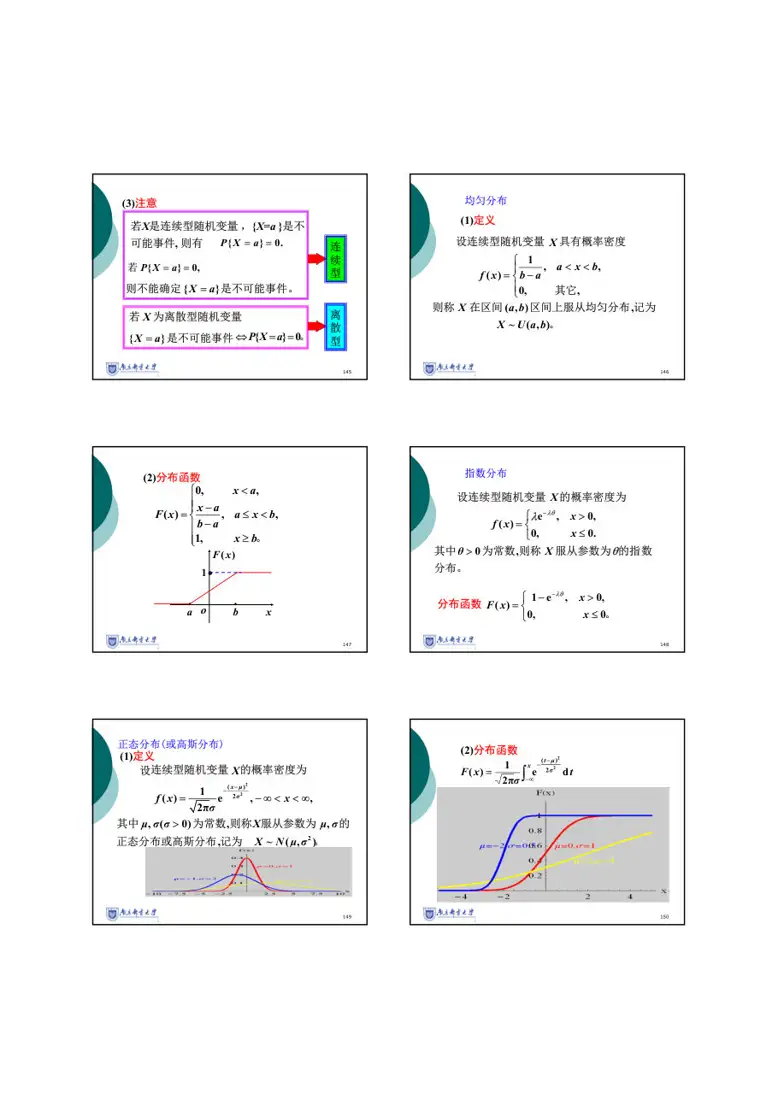 (3)注意
若X是连续型随机变量，{X=a }是不
可能事件, 则有 P{X = a} = 0.
若 P{X = a} = 0,
则不能确定 {X = a}是不可能事件。
连
续
型
若 X 为离散型随机变量
{X = a}是不可能事件 ⇔ P{X = a} = 0。
离
散
型
145
均匀分布
(1)定义
设连续型随机变量 X 具有概率密度
f(x) = { 1/(b−a), a < x < b,
0, 其它,
则称 X 在区间 (a,b) 区间上服从均匀分布,记为
X ~ U(a,b)。
146
(2)分布函数
F(x) = { 0, x < a,
(x−a)/(b−a), a ≤ x < b,
1, x ≥ b。
F(x)
1
a o b x
147
指数分布
设连续型随机变量 X的概率密度为
f(x) = { λe^{−λθ}, x > 0,
0, x ≤ 0.
其中θ > 0 为常数,则称 X 服从参数为θ的指数
分布。
分布函数 F(x) = { 1 − e^{−λθ}, x > 0,
0, x ≤ 0。
148
正态分布(或高斯分布)
(1)定义
设连续型随机变量 X的概率密度为
f(x) = 1/(√2π σ) e^{−(x−μ)²/(2σ²)}, −∞ < x < ∞,
其中 μ, σ(σ > 0) 为常数,则称X服从参数为 μ, σ的
正态分布或高斯分布,记为 X ~ N(μ,σ²)。
149
(2)分布函数
F(x) = 1/(√2π σ) ∫_{−∞}^{x} e^{−(t−μ)²/(2σ²)} dt
F(x)
1
0.8
μ=0,σ=1
0.2
−4 −2 2 4 x
150